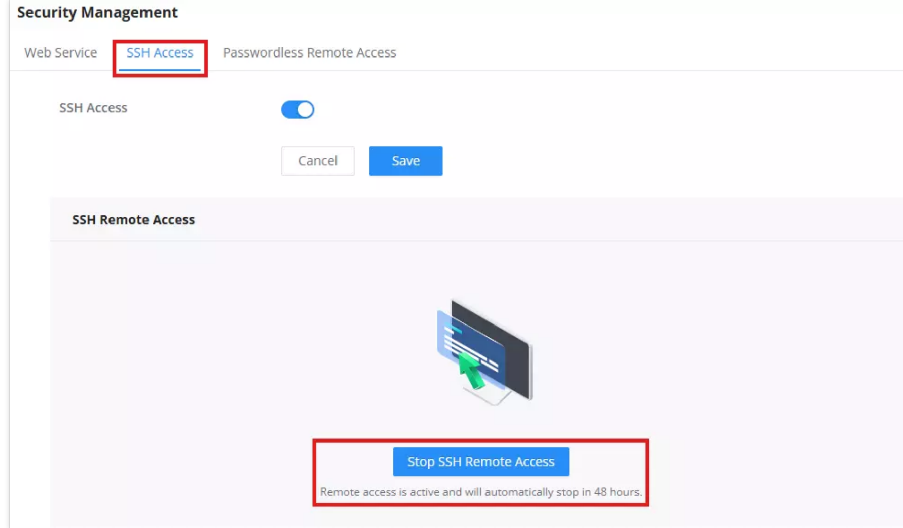 Security Management
Web Service SSH Access Passwordless Remote Access
SSH Access
Cancel Save
SSH Remote Access
Stop SSH Remote Access
Remote access is active and will automatically stop in 48 hours.